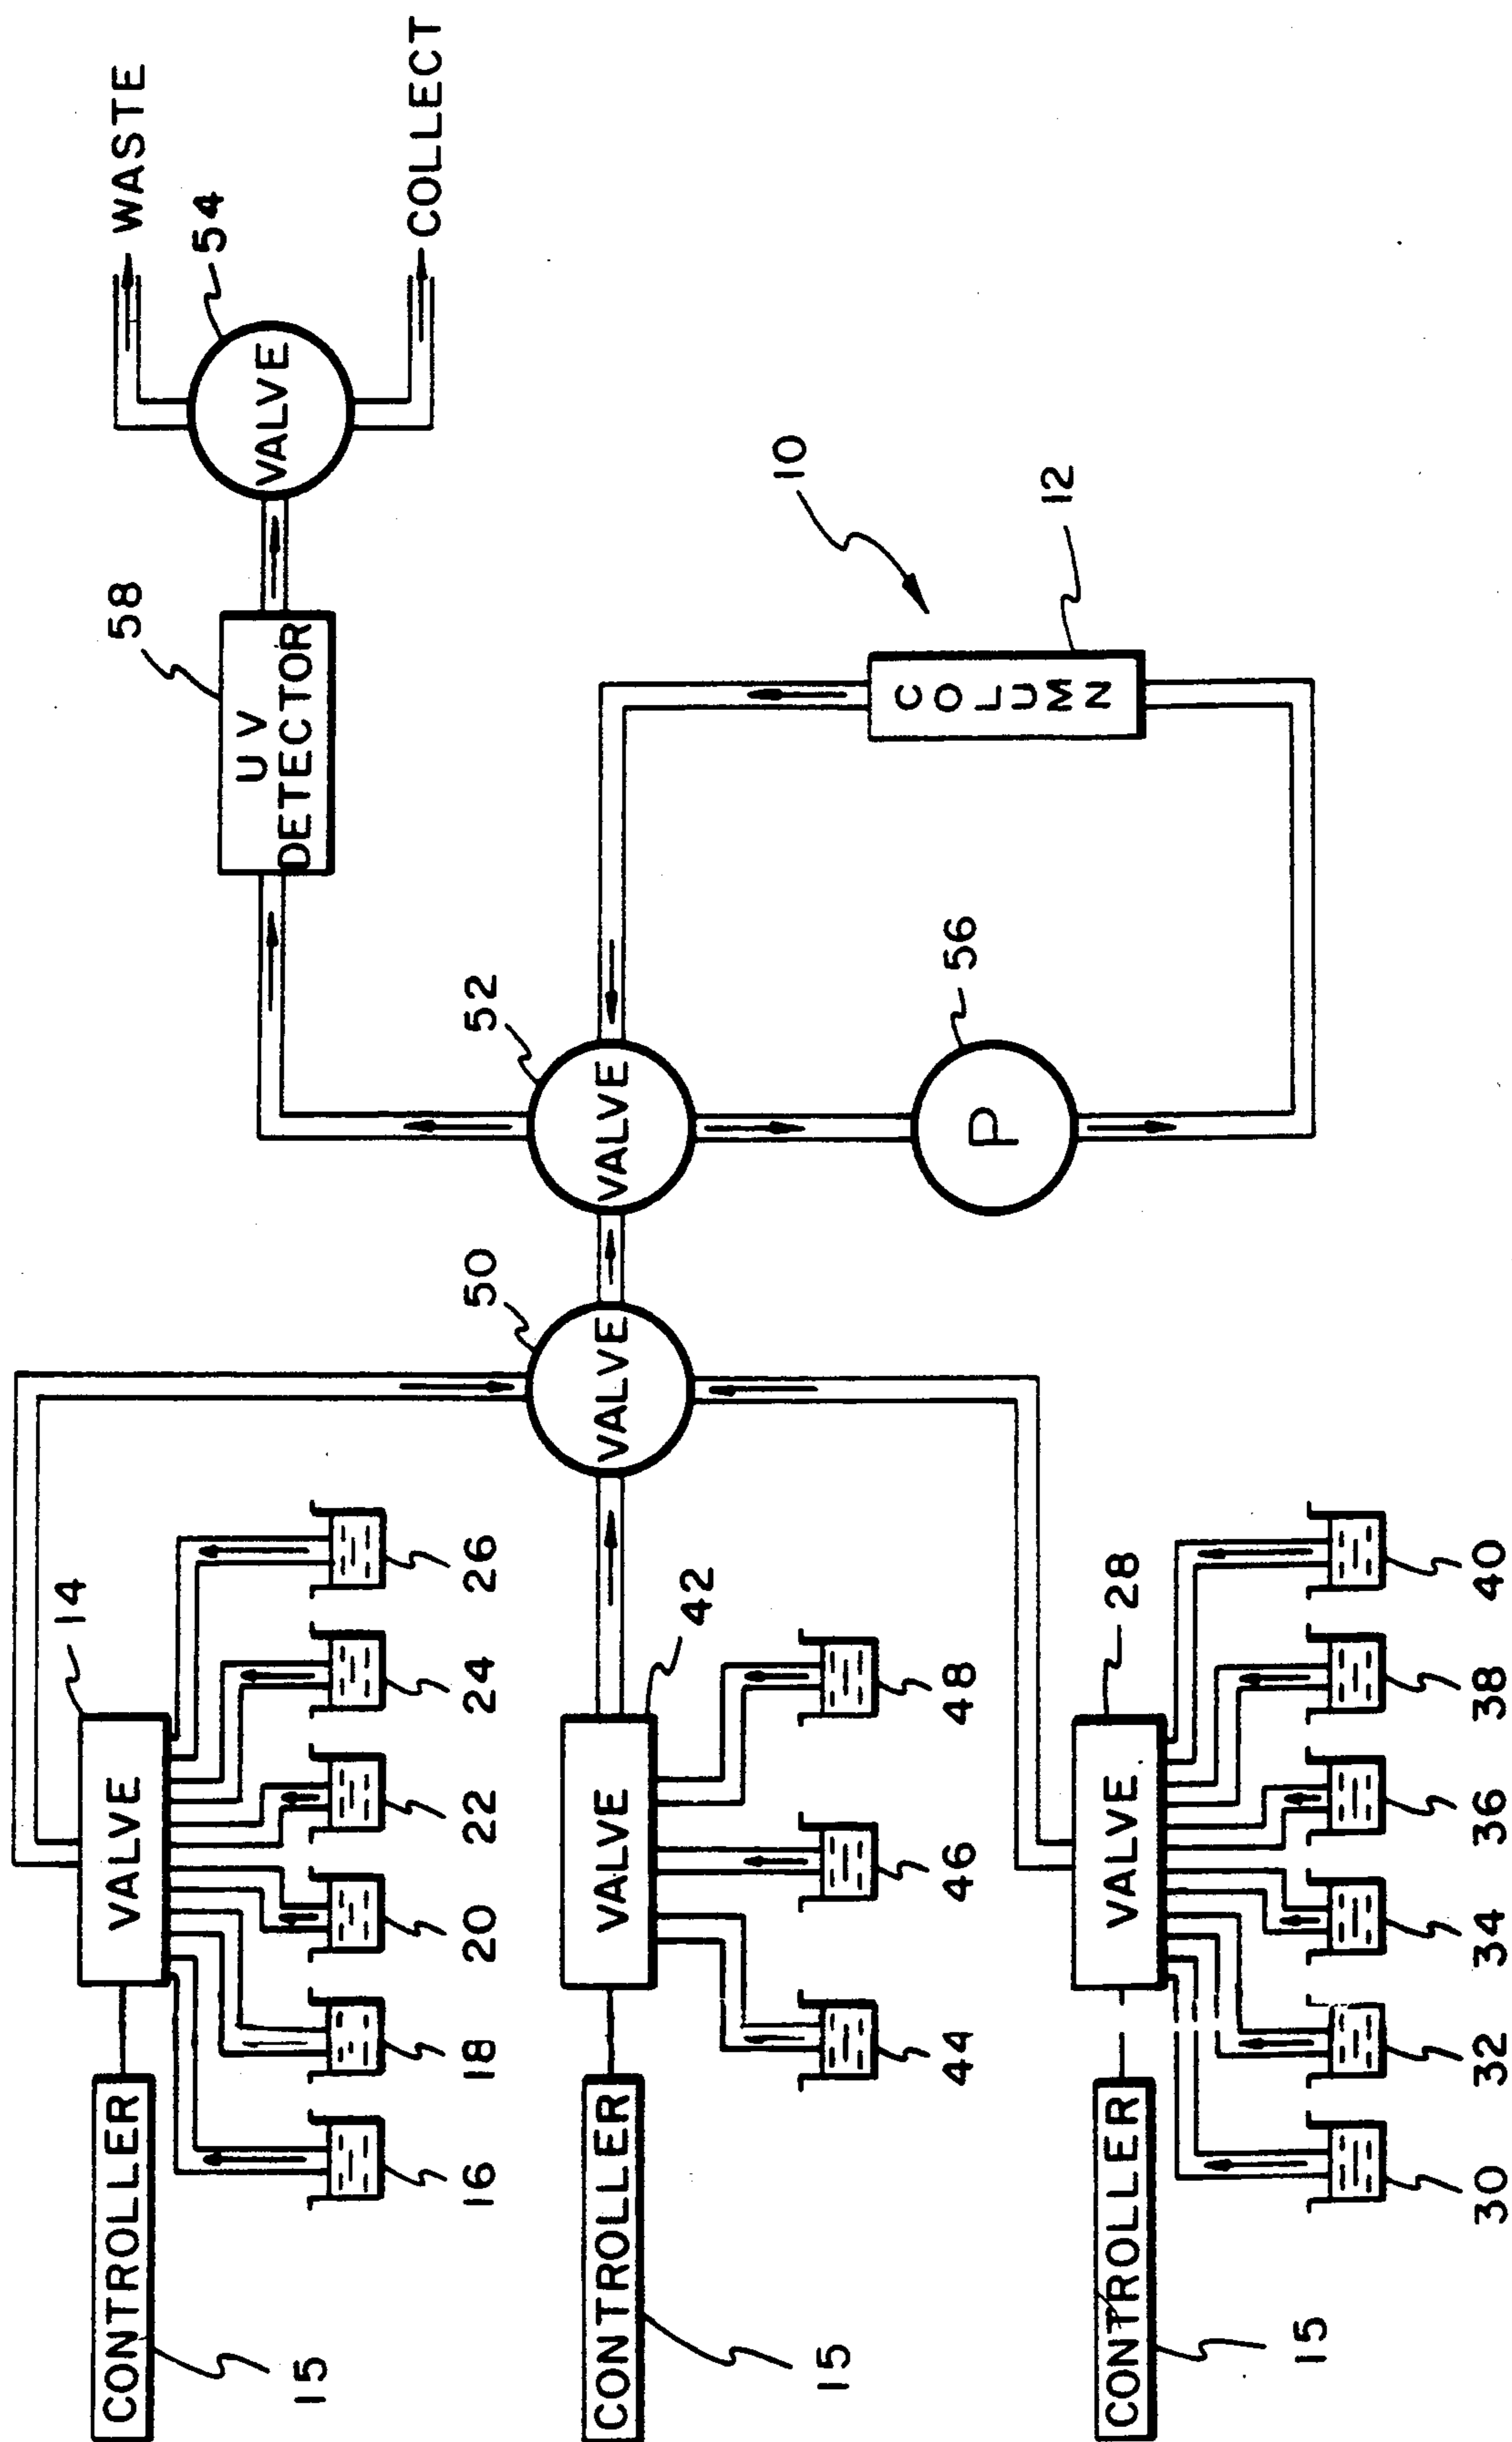 WASTE
54
VALVE
COLLECT
58
UV
DETECTOR
10
12
COLUMN
52
VALVE
56
P
50
VALVE
14
VALVE
CONTROLLER
15
16
18
20
22
24
26
42
VALVE
CONTROLLER
15
44
46
48
28
VALVE
CONTROLLER
15
30
32
34
36
38
40